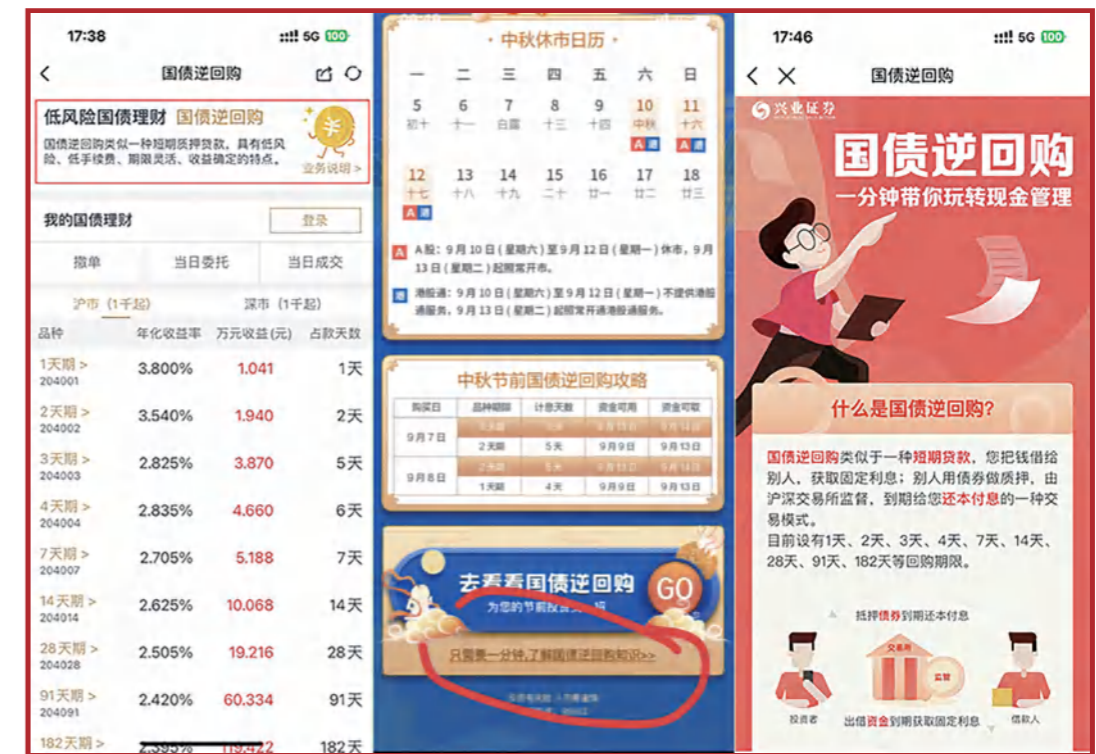 17:38
5G 100
国债逆回购
低风险国债理财 国债逆回购
国债逆回购类似一种短期质押贷款，具有低风
险、低手续费、期限灵活、收益确定的特点。
业务说明 >
我的国债理财
登录
撤单 当日委托 当日成交
沪市（1千起） 深市（1千起）
品种 年化收益率 万元收益(元) 占款天数
1天期 > 3.800% 1.041 1天
204001
2天期 > 3.540% 1.940 2天
204002
3天期 > 2.825% 3.870 5天
204003
4天期 > 2.835% 4.660 6天
204004
7天期 > 2.705% 5.188 7天
204007
14天期 > 2.625% 10.068 14天
204014
28天期 > 2.505% 19.216 28天
204028
91天期 > 2.420% 60.334 91天
204091
182天期 > 2.395% 119.422 182天
· 中秋休市日历 ·
一 二 三 四 五 六 日
5 6 7 8 9 10 11
初十 十一 白露 十三 十四 中秋 十六
A 港 A 港
12 13 14 15 16 17 18
十七 十八 十九 二十 廿一 廿二 廿三
A 港
A A股：9月10日(星期六)至9月12日(星期一)休市，9月
13日(星期二)起照常开市。
港 港股通：9月10日(星期六)至9月12日(星期一)不提供港股
通服务，9月13日(星期二)起照常开通港股通服务。
中秋节前国债逆回购攻略
购买日 品种期限 计息天数 资金可用 资金可取
9月7日
2天期 5天 9月9日 9月13日
9月8日
1天期 4天 9月9日 9月13日
去看看国债逆回购
GO
为您的节前投资
只需要一分钟,了解国债逆回购知识>>
17:46
5G 100
国债逆回购
兴业证券
国债逆回购
一分钟带你玩转现金管理
什么是国债逆回购?
国债逆回购类似于一种短期贷款，您把钱借给
别人，获取固定利息；别人用债券做质押，由
沪深交易所监督，到期给您还本付息的一种交
易模式。
目前设有1天、2天、3天、4天、7天、14天、
28天、91天、182天等回购期限。
抵押债券到期还本付息
交易所
监管
投资者 出借资金到期获取固定利息 借款人